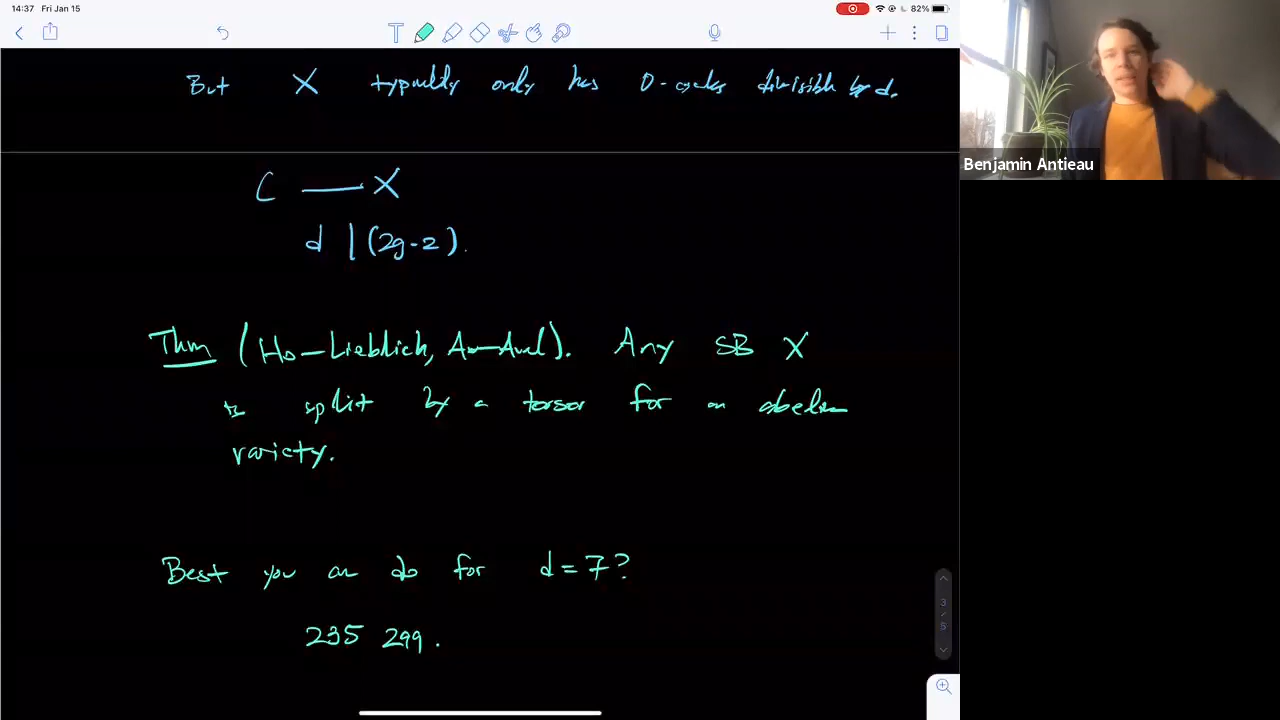 14:37 Fri Jan 15
82%
But X typically only has 0-cycles divisible by d.
C — X
d | (2g-2).
Thm (Ho-Lieblich, An-Auel). Any SB X
is split by a torsor for an abelian
variety.
Best you can do for d=7?
235 299.
3/5
Benjamin Antieau